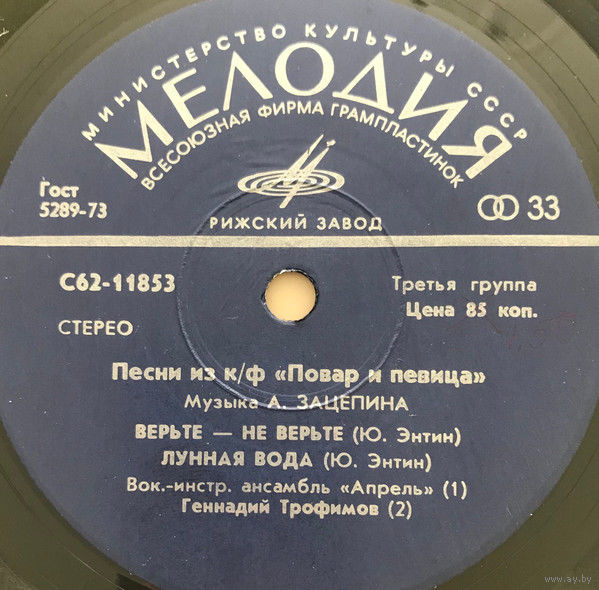 МИНИСТЕРСТВО КУЛЬТУРЫ СССР
МЕЛОДИЯ
ВСЕСОЮЗНАЯ ФИРМА ГРАМПЛАСТИНОК
Гост
5289-73
33
РИЖСКИЙ ЗАВОД
С62-11853
Третья группа
Цена 85 коп.
СТЕРЕО
Песни из к/ф «Повар и певица»
Музыка А. ЗАЦЕПИНА
ВЕРЬТЕ — НЕ ВЕРЬТЕ (Ю. Энтин)
ЛУННАЯ ВОДА (Ю. Энтин)
Вок.-инстр. ансамбль «Апрель» (1)
Геннадий Трофимов (2)
www.ay.by